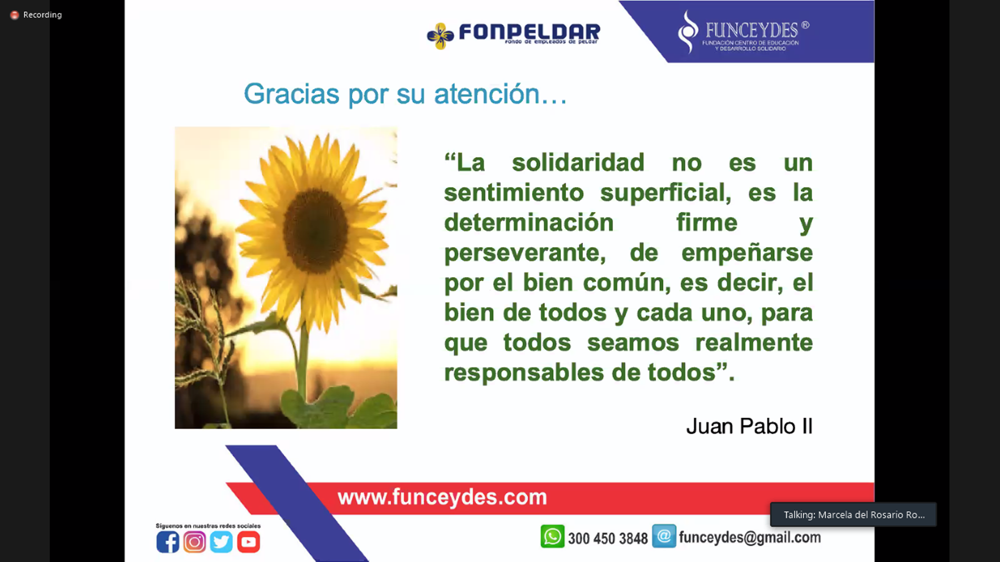 Recording
FONPELDAR
Fondo de empleados de peldar
FUNCEYDES®
FUNDACIÓN CENTRO DE EDUCACIÓN
Y DESARROLLO SOLIDARIO
Gracias por su atención…
“La solidaridad no es un
sentimiento superficial, es la
determinación firme y
perseverante, de empeñarse
por el bien común, es decir, el
bien de todos y cada uno, para
que todos seamos realmente
responsables de todos”.
Juan Pablo II
www.funceydes.com
Talking: Marcela del Rosario Ro...
Síguenos en nuestras redes sociales
300 450 3848 @ funceydes@gmail.com